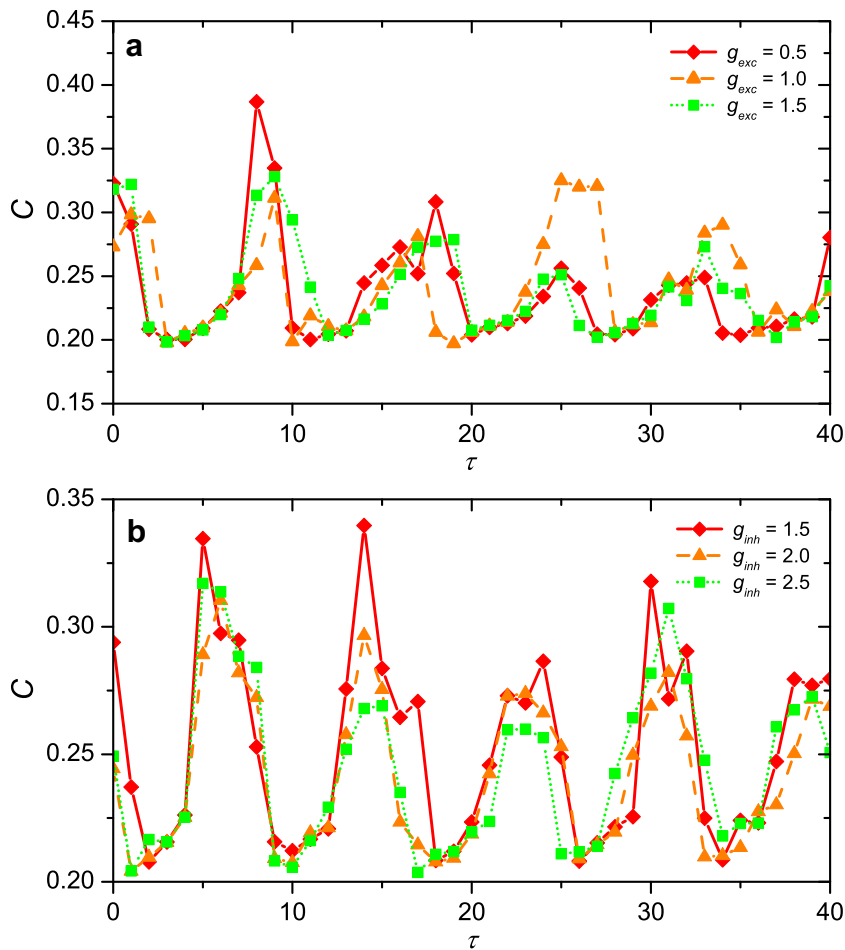 a
C
0.45
0.40
0.35
0.30
0.25
0.20
0.15
g_exc = 0.5
g_exc = 1.0
g_exc = 1.5
0 10 20 30 40
τ
b
C
0.35
0.30
0.25
0.20
g_inh = 1.5
g_inh = 2.0
g_inh = 2.5
0 10 20 30 40
τ